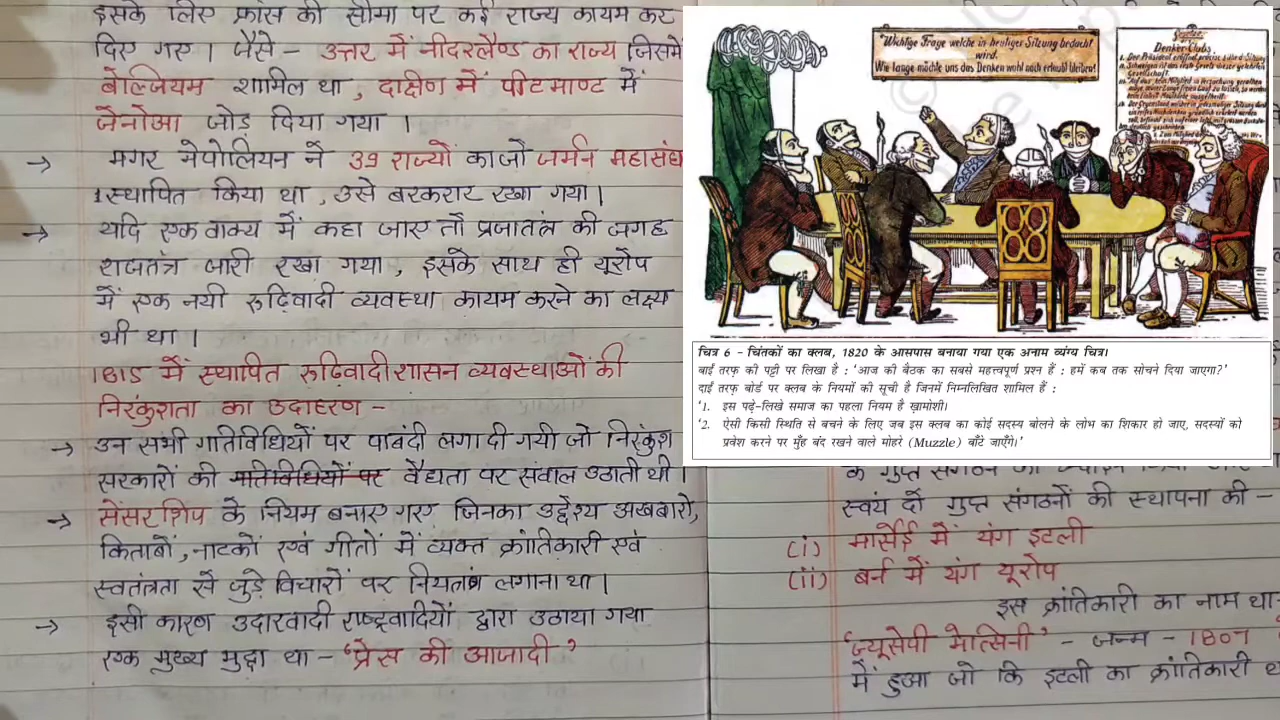 इसके लिए फ्रांस की सीमा पर कई राज्य कायम कर
दिए गए। जैसे – उत्तर में नीदरलैण्ड का राज्य जिसमें
बेल्जियम शामिल था, दक्षिण में पीटमाण्ट में
जेनोआ जोड़ दिया गया।
→ मगर नेपोलियन ने 39 राज्यों का जो जर्मन महासंघ
स्थापित किया था, उसे बरकरार रखा गया।
→ यदि एक वाक्य में कहा जाए तो प्रजातंत्र की जगह
राजतंत्र जारी रखा गया, इसके साथ ही यूरोप
में एक नयी रूढ़िवादी व्यवस्था कायम करने का लक्ष्य
भी था।
1815 में स्थापित रूढ़िवादी शासन व्यवस्थाओं की
निरंकुशता का उदाहरण –
→ उन सभी गतिविधियों पर पाबंदी लगा दी गयी जो निरंकुश
सरकारों की गतिविधियों पर वैद्यता पर सवाल उठाती थी।
→ सेंसरशिप के नियम बनाए गए जिनका उद्देश्य अखबारों,
किताबों, नाटकों एवं गीतों में व्यक्त क्रांतिकारी एवं
स्वतंत्रता से जुड़े विचारों पर नियतंत्रण लगाना था।
→ इसी कारण उदारवादी राष्ट्रवादियों द्वारा उठाया गया
एक मुख्य मुद्दा था – "प्रेस की आजादी"
Wichtige Frage welche in heutiger Sitzung bedacht
wird.
Wie lange möchte uns das Denken wohl noch erlaubt bleiben?
Gesetze
Denker-Clubs
चित्र 6 – चिंतकों का क्लब, 1820 के आसपास बनाया गया एक अनाम व्यंग्य चित्र।
बाईं तरफ़ की पट्टी पर लिखा है : 'आज की बैठक का सबसे महत्त्वपूर्ण प्रश्न है : हमें कब तक सोचने दिया जाएगा?'
दाईं तरफ़ बोर्ड पर क्लब के नियमों की सूची है जिनमें निम्नलिखित शामिल हैं :
'1. इस पढ़े-लिखे समाज का पहला नियम है ख़ामोशी।
'2. ऐसी किसी स्थिति से बचने के लिए जब इस क्लब का कोई सदस्य बोलने के लोभ का शिकार हो जाए, सदस्यों को
प्रवेश करने पर मुँह बंद रखने वाले मोहरे (Muzzle) बाँटे जाएँगे।'
के गुप्त संगठन
स्वयं दो गुप्त संगठनों की स्थापना की –
(i) मार्सेई में यंग इटली
(ii) बर्न में यंग यूरोप
इस क्रांतिकारी का नाम था
'ज्यूसेपी मेत्सिनी' – जन्म – 1807
में हुआ जो कि इटली का क्रांतिकारी